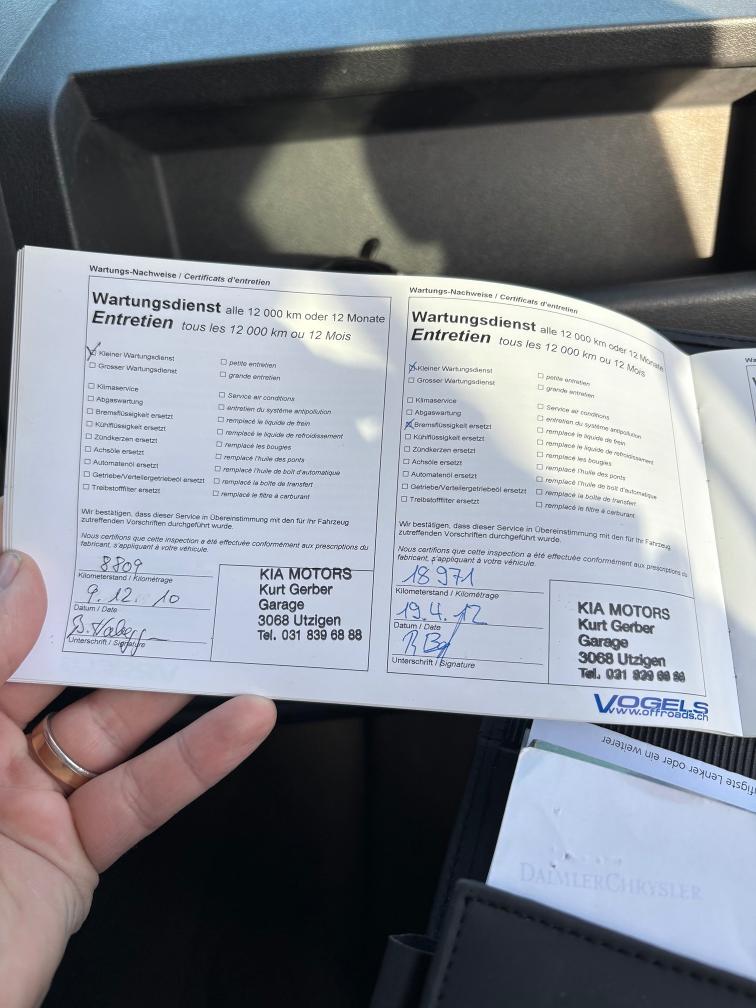 Wartungs-Nachweise / Certificats d'entretien
Wartungsdienst alle 12 000 km oder 12 Monate
Entretien tous les 12 000 km ou 12 Mois
Kleiner Wartungsdienst petite entretien
Grosser Wartungsdienst grande entretien
Klimaservice Service air conditions
Abgaswartung entretien du système antipollution
Bremsflüssigkeit ersetzt remplacé le liquide de frein
Kühlflüssigkeit ersetzt remplacé le liquide de refroidissement
Zündkerzen ersetzt remplacé les bougies
Achsöle ersetzt remplacé l'huile des ponts
Automatenöl ersetzt remplacé l'huile de boît d'automatique
Getriebe/Verteilergetriebeöl ersetzt remplacé la boîte de transfert
Treibstofffilter ersetzt remplacé le filtre à carburant
Wir bestätigen, dass dieser Service in Übereinstimmung mit den für Ihr Fahrzeug
zutreffenden Vorschriften durchgeführt wurde.
Nous certifions que cette inspection a été effectuée conformément aux prescriptions du
fabricant, s'appliquant à votre véhicule.
8809
Kilometerstand / Kilométrage
9. 12. 10
Datum / Date
Unterschrift / Signature
KIA MOTORS
Kurt Gerber
Garage
3068 Utzigen
Tel. 031 839 68 88
Wartungs-Nachweise / Certificats d'entretien
Wartungsdienst alle 12 000 km oder 12 Monate
Entretien tous les 12 000 km ou 12 Mois
Kleiner Wartungsdienst petite entretien
Grosser Wartungsdienst grande entretien
Klimaservice Service air conditions
Abgaswartung entretien du système antipollution
Bremsflüssigkeit ersetzt remplacé le liquide de frein
Kühlflüssigkeit ersetzt remplacé le liquide de refroidissement
Zündkerzen ersetzt remplacé les bougies
Achsöle ersetzt remplacé l'huile des ponts
Automatenöl ersetzt remplacé l'huile de boît d'automatique
Getriebe/Verteilergetriebeöl ersetzt remplacé la boîte de transfert
Treibstofffilter ersetzt remplacé le filtre à carburant
Wir bestätigen, dass dieser Service in Übereinstimmung mit den für Ihr Fahrzeug
zutreffenden Vorschriften durchgeführt wurde.
Nous certifions que cette inspection a été effectuée conformément aux prescriptions du
fabricant, s'appliquant à votre véhicule.
18 971
Kilometerstand / Kilométrage
19. 4. 12
Datum / Date
Unterschrift / Signature
KIA MOTORS
Kurt Gerber
Garage
3068 Utzigen
Tel. 031 839 68 88
VOGELS
www.offroads.ch
Lenker oder ein weiterer
DAIMLERCHRYSLER